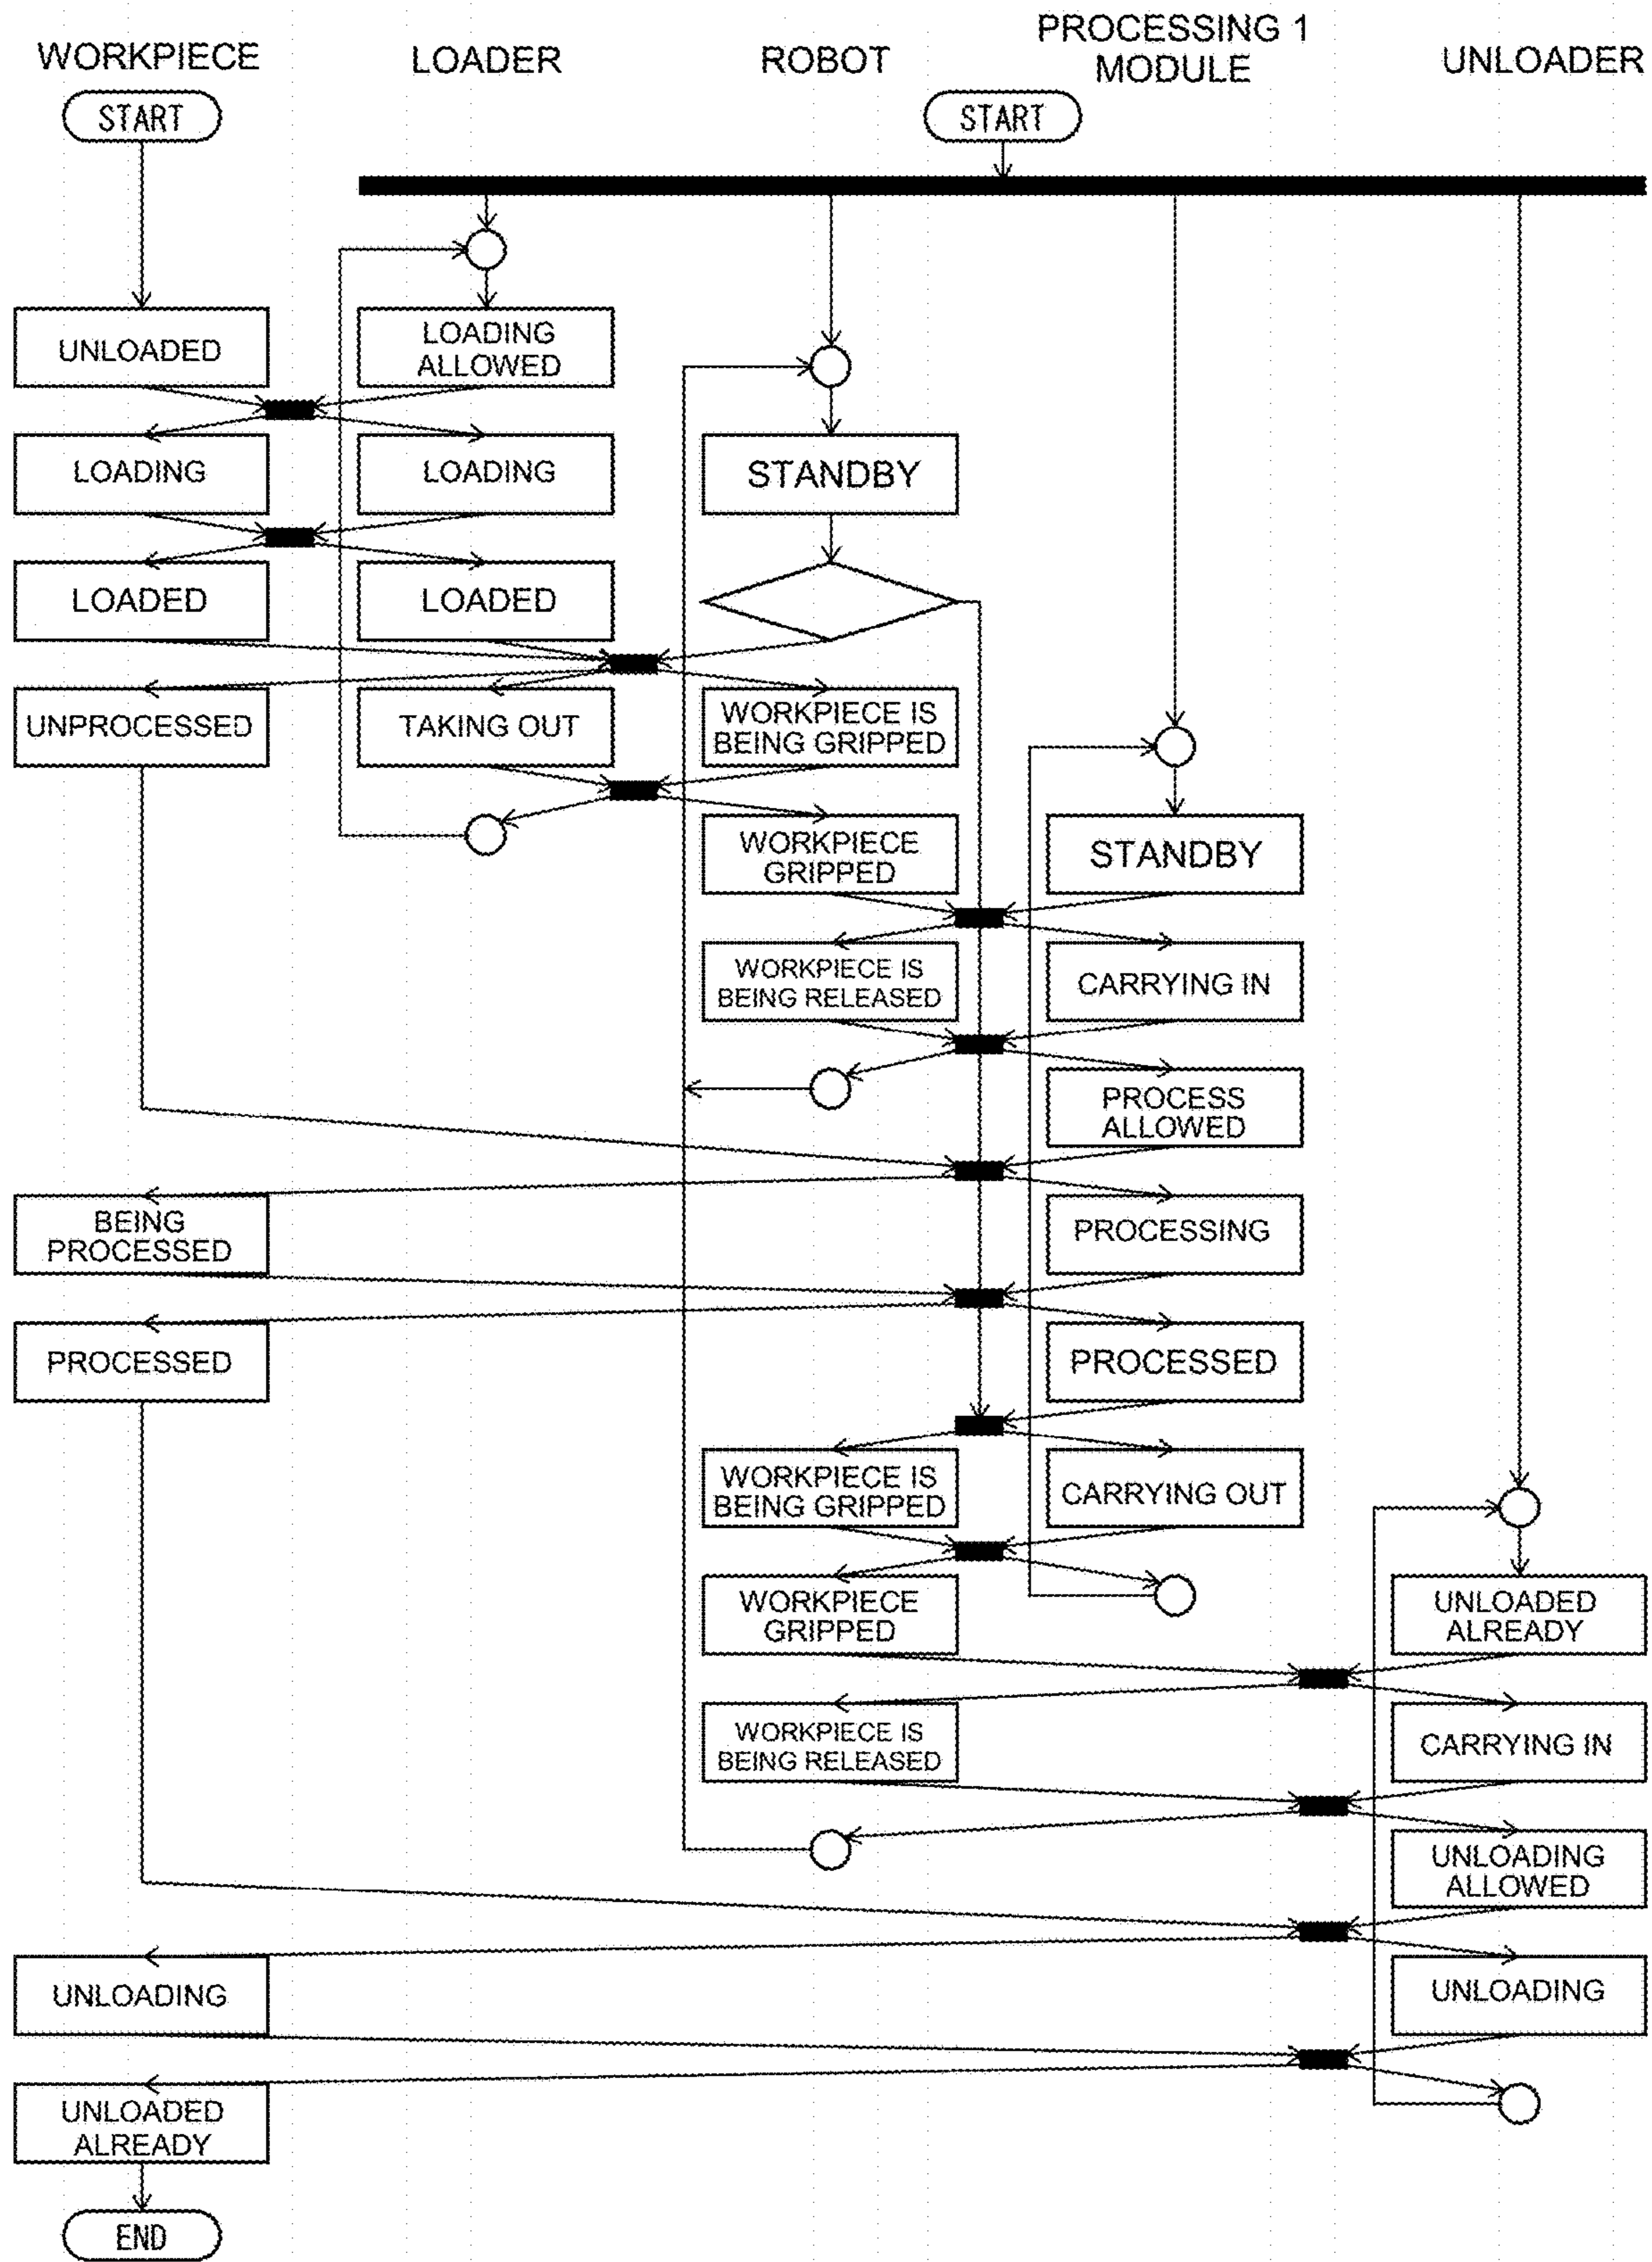 WORKPIECE
LOADER
ROBOT
PROCESSING 1
MODULE
UNLOADER
START
START
UNLOADED
LOADING
ALLOWED
LOADING
LOADING
STANDBY
LOADED
LOADED
UNPROCESSED
TAKING OUT
WORKPIECE IS
BEING GRIPPED
WORKPIECE
GRIPPED
STANDBY
WORKPIECE IS
BEING RELEASED
CARRYING IN
PROCESS
ALLOWED
BEING
PROCESSED
PROCESSING
PROCESSED
PROCESSED
WORKPIECE IS
BEING GRIPPED
CARRYING OUT
WORKPIECE
GRIPPED
UNLOADED
ALREADY
WORKPIECE IS
BEING RELEASED
CARRYING IN
UNLOADING
ALLOWED
UNLOADING
UNLOADING
UNLOADED
ALREADY
END